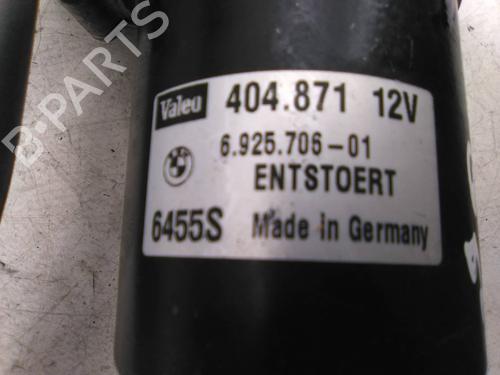 B-PARTS
Valeo 404.871 12V
6.925.706-01
ENTSTOERT
6455S Made in Germany